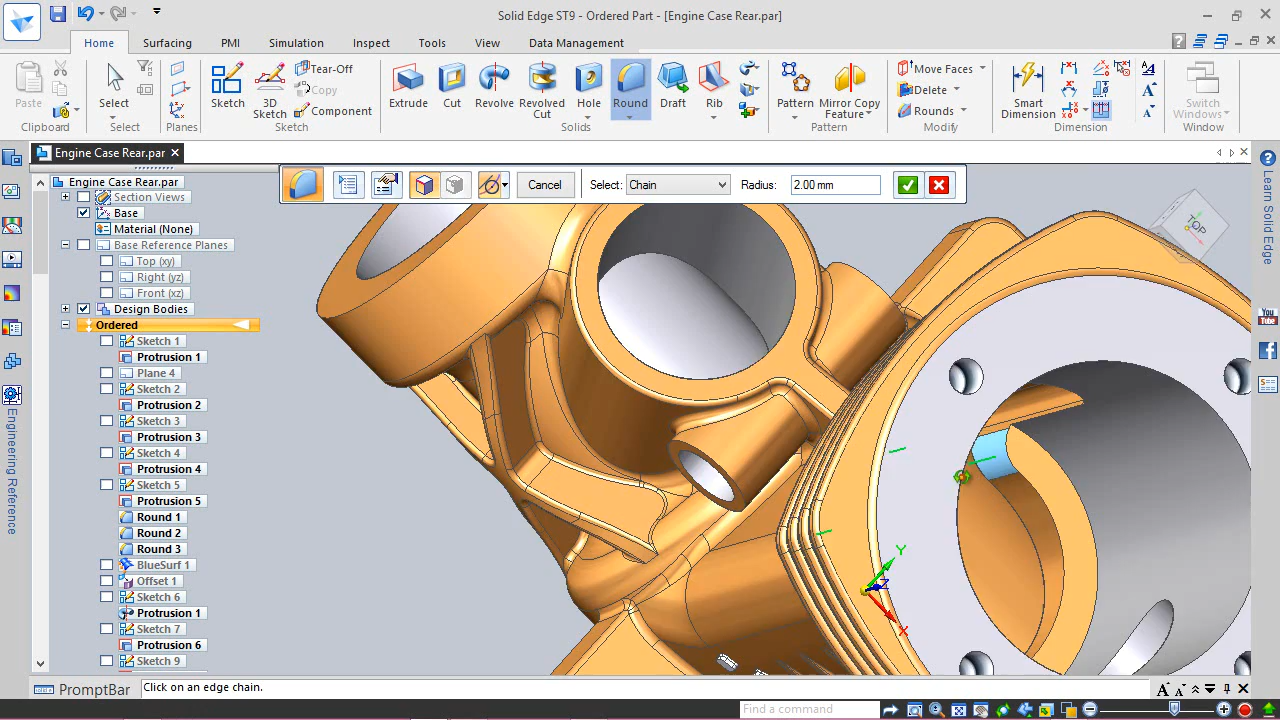 Solid Edge ST9 - Ordered Part - [Engine Case Rear.par]
Home Surfacing PMI Simulation Inspect Tools View Data Management
Paste
Clipboard
Select
Select
Planes
Sketch
3D Sketch
Tear-Off
Copy
Component
Sketch
Extrude
Cut
Revolve
Revolved Cut
Hole
Round
Draft
Rib
Solids
Pattern
Mirror Copy Feature
Pattern
Move Faces
Delete
Rounds
Modify
Smart Dimension
Dimension
Switch Windows
Window
Engine Case Rear.par
Cancel Select: Chain Radius: 2.00 mm
Engine Case Rear.par
Section Views
Base
Material (None)
Base Reference Planes
Top (xy)
Right (yz)
Front (xz)
Design Bodies
Ordered
Sketch 1
Protrusion 1
Plane 4
Sketch 2
Protrusion 2
Sketch 3
Protrusion 3
Sketch 4
Protrusion 4
Sketch 5
Protrusion 5
Round 1
Round 2
Round 3
BlueSurf 1
Offset 1
Sketch 6
Protrusion 1
Sketch 7
Protrusion 6
Sketch 9
Engineering Reference
TOP
Y
Z
X
Learn Solid Edge
You Tube
PromptBar
Click on an edge chain.
Find a command